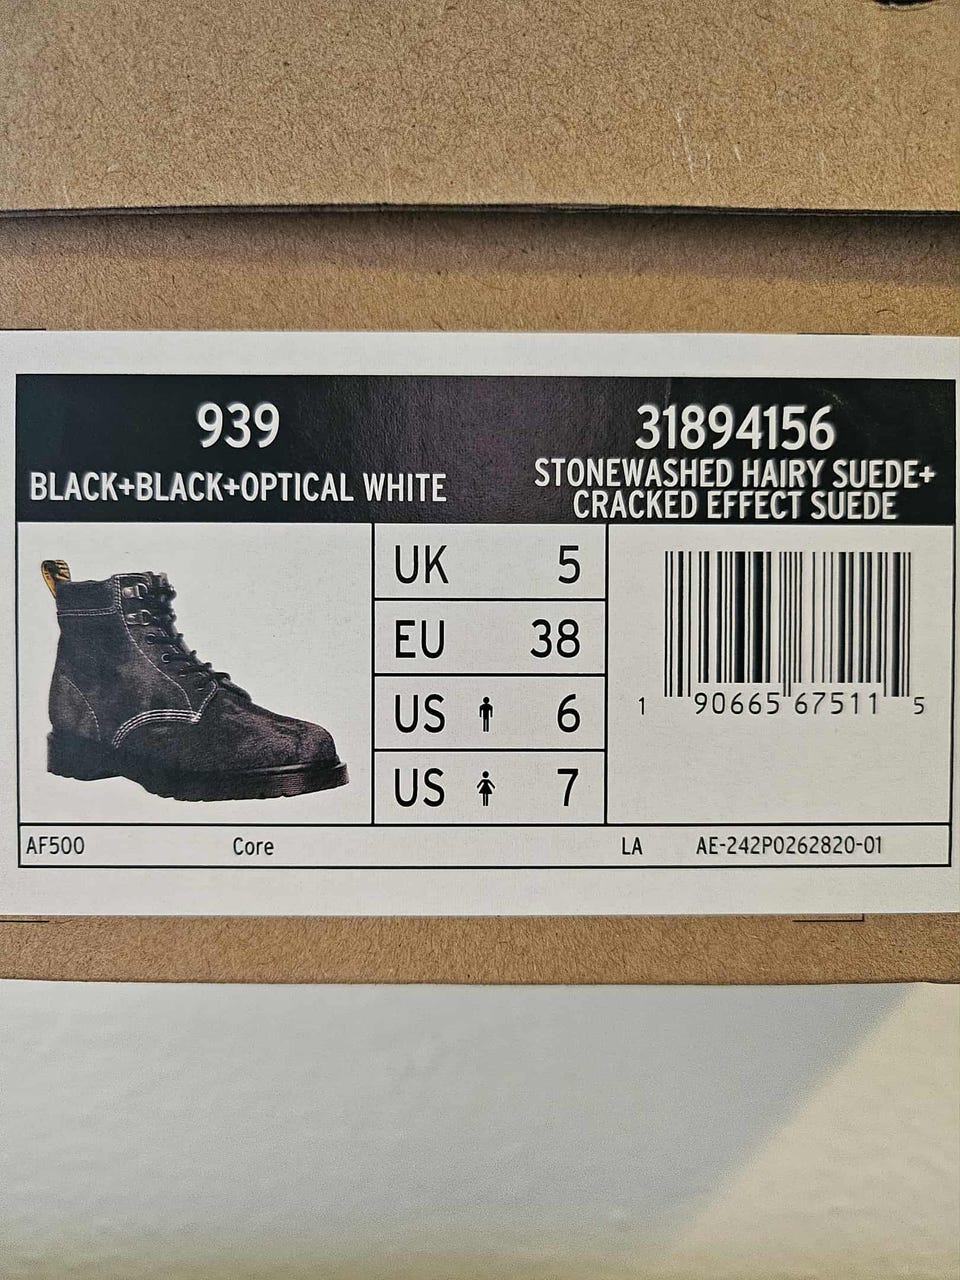 939
BLACK+BLACK+OPTICAL WHITE
31894156
STONEWASHED HAIRY SUEDE+
CRACKED EFFECT SUEDE
UK 5
EU 38
US 6
US 7
1 90665 67511 5
AF500 Core LA AE-242P0262820-01